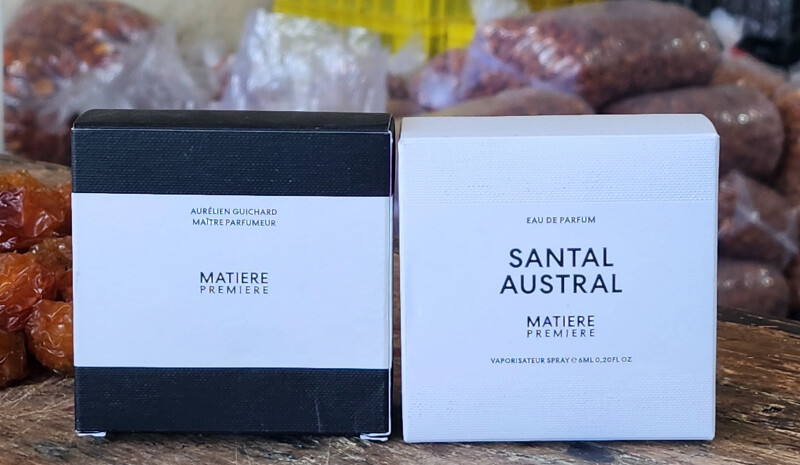 AURÉLIEN GUICHARD
MAÎTRE PARFUMEUR
MATIERE
PREMIERE
EAU DE PARFUM
SANTAL
AUSTRAL
MATIERE
PREMIERE
VAPORISATEUR SPRAY ℮ 6ML 0,20FL OZ